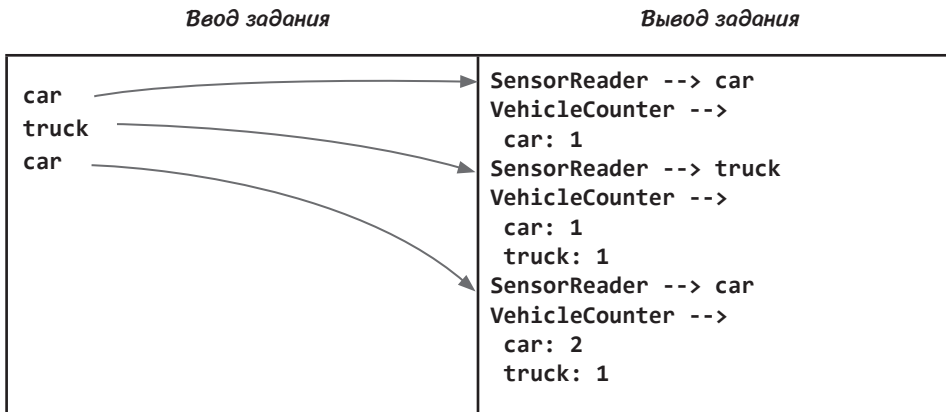 Ввод задания
Вывод задания
car
truck
car
SensorReader --> car
VehicleCounter -->
car: 1
SensorReader --> truck
VehicleCounter -->
car: 1
truck: 1
SensorReader --> car
VehicleCounter -->
car: 2
truck: 1